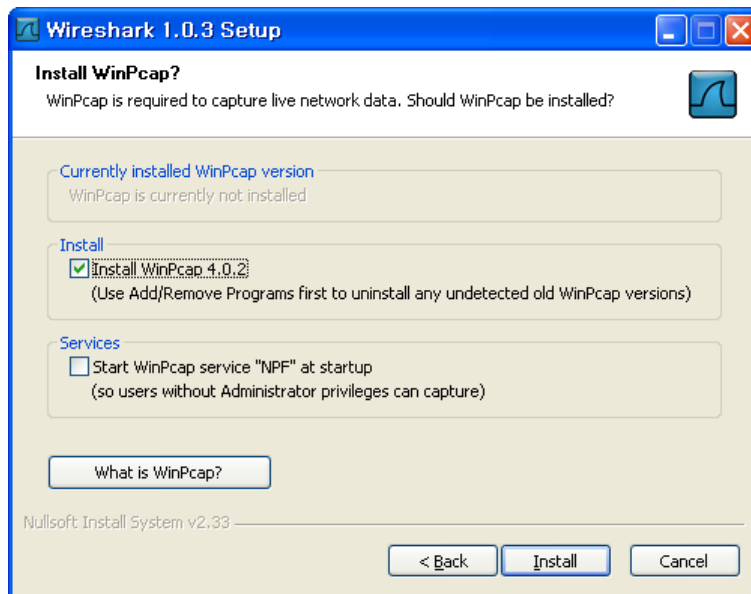 Wireshark 1.0.3 Setup
Install WinPcap?
WinPcap is required to capture live network data. Should WinPcap be installed?
Currently installed WinPcap version
WinPcap is currently not installed
Install
Install WinPcap 4.0.2
(Use Add/Remove Programs first to uninstall any undetected old WinPcap versions)
Services
Start WinPcap service "NPF" at startup
(so users without Administrator privileges can capture)
What is WinPcap?
Nullsoft Install System v2.33
< Back
Install
Cancel